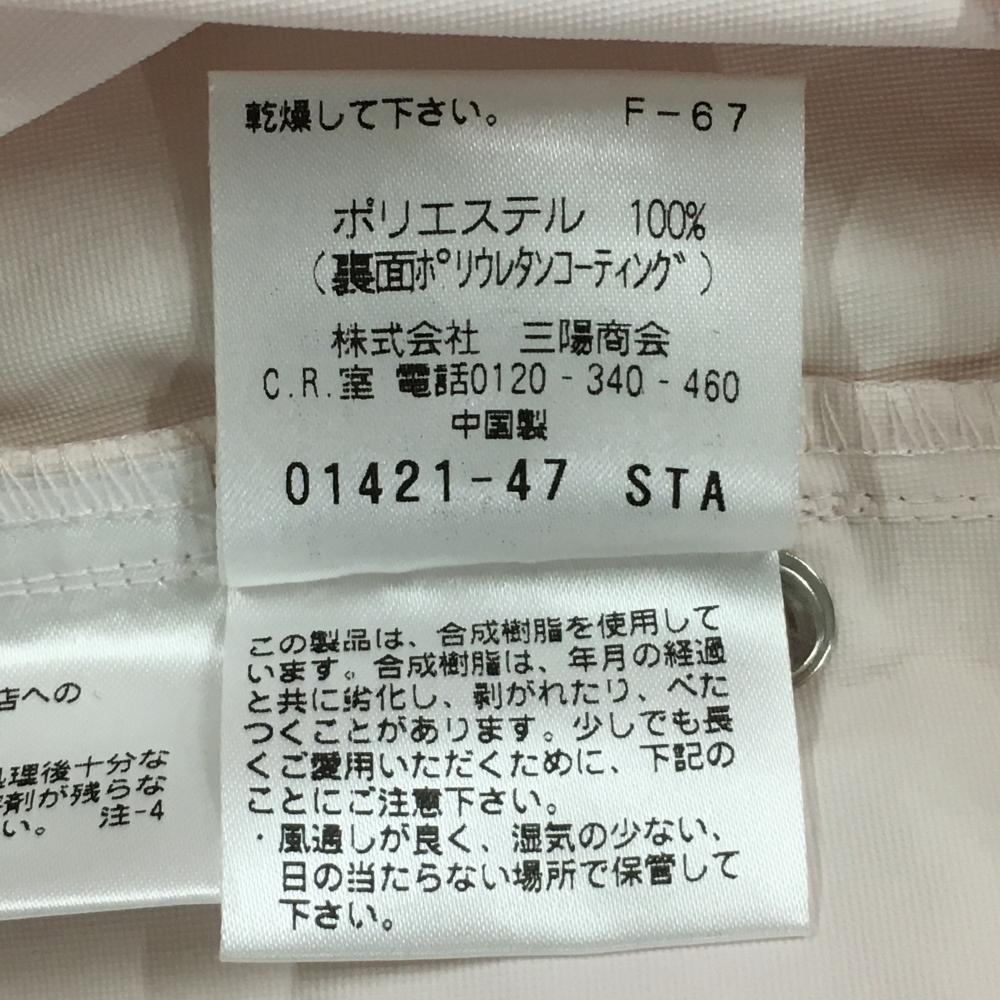 乾燥して下さい。 F-67
ポリエステル 100%
(裏面ポリウレタンコーティング)
株式会社 三陽商会
C.R.室 電話0120-340-460
中国製
01421-47 STA
この製品は、合成樹脂を使用して
います。合成樹脂は、年月の経過
と共に劣化し、剥がれたり、べた
つくことがあります。少しでも長
くご愛用いただくために、下記の
ことにご注意下さい。
・風通しが良く、湿気の少ない、
日の当たらない場所で保管して
下さい。
店への
処理後十分な
溶剤が残らな
い。 注-4